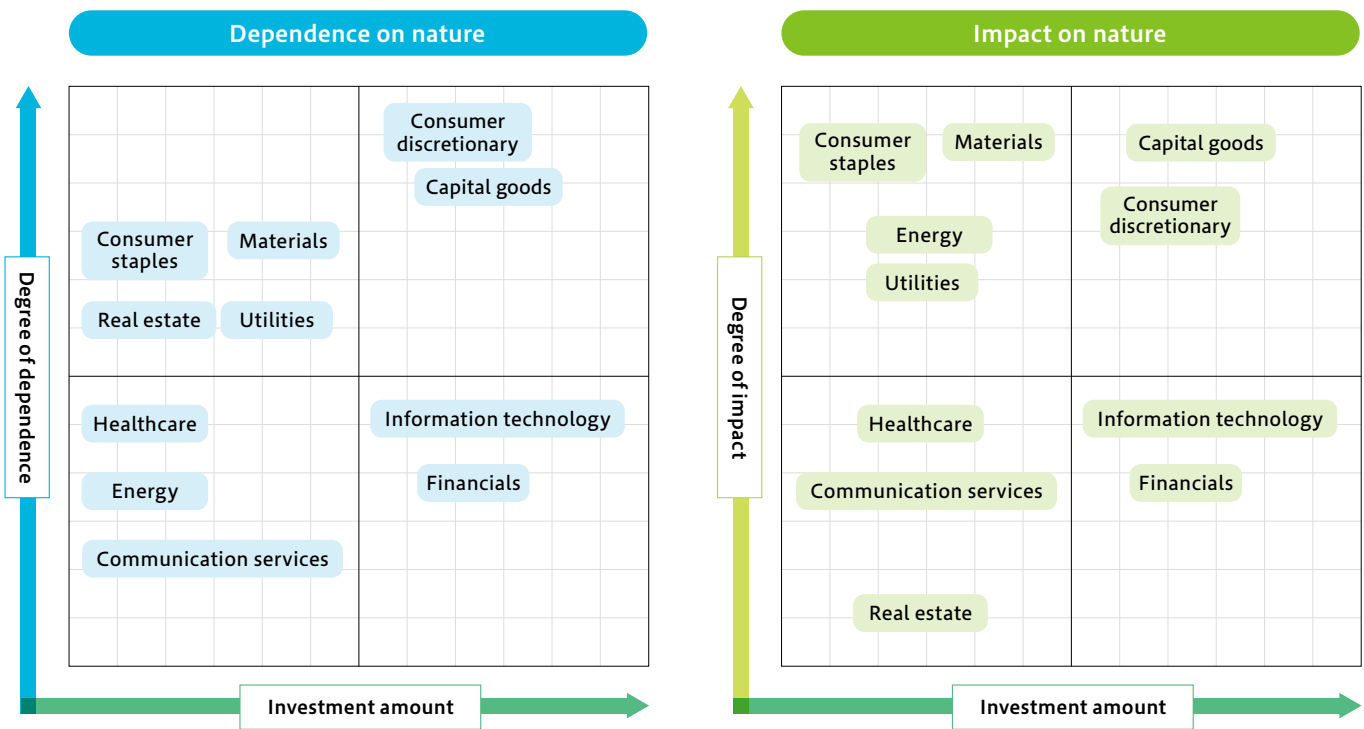 Dependence on nature
Degree of dependence
Consumer
discretionary
Capital goods
Consumer
staples
Materials
Real estate
Utilities
Healthcare
Information technology
Energy
Financials
Communication services
Investment amount
Impact on nature
Degree of impact
Consumer
staples
Materials
Capital goods
Consumer
discretionary
Energy
Utilities
Healthcare
Information technology
Communication services
Financials
Real estate
Investment amount